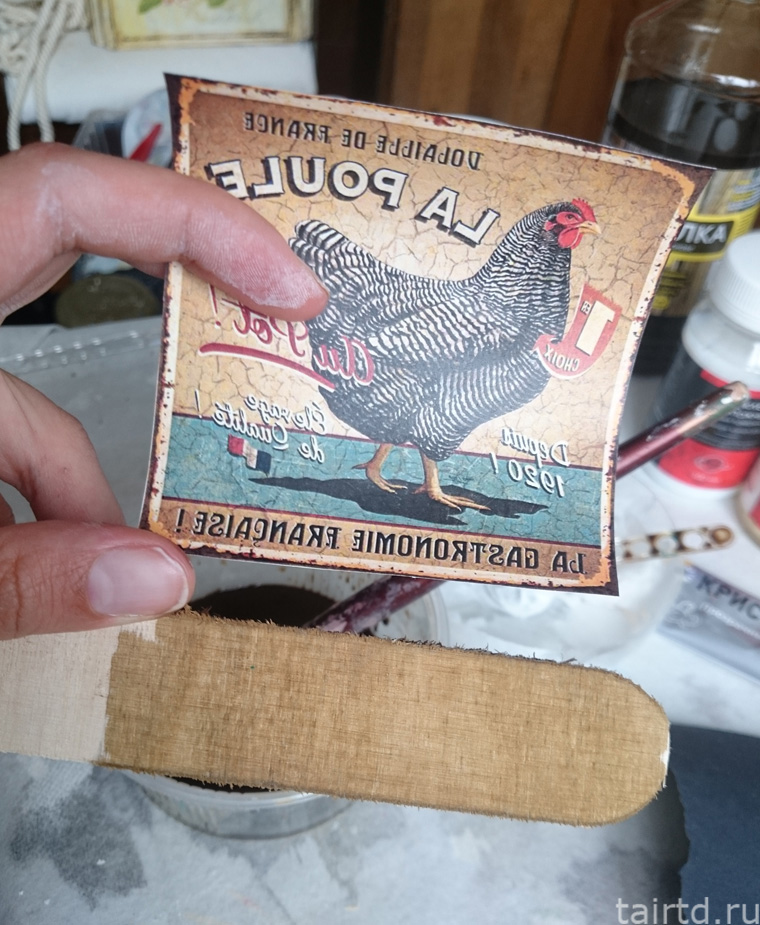 VOLAILLE DE FRANCE
LA POULE
Au Pot !
1ER
CHOIX
Élevage
de Qualité !
Depuis
1920 !
LA GASTRONOMIE FRANÇAISE !
ЛКА
КРИС
tairtd.ru